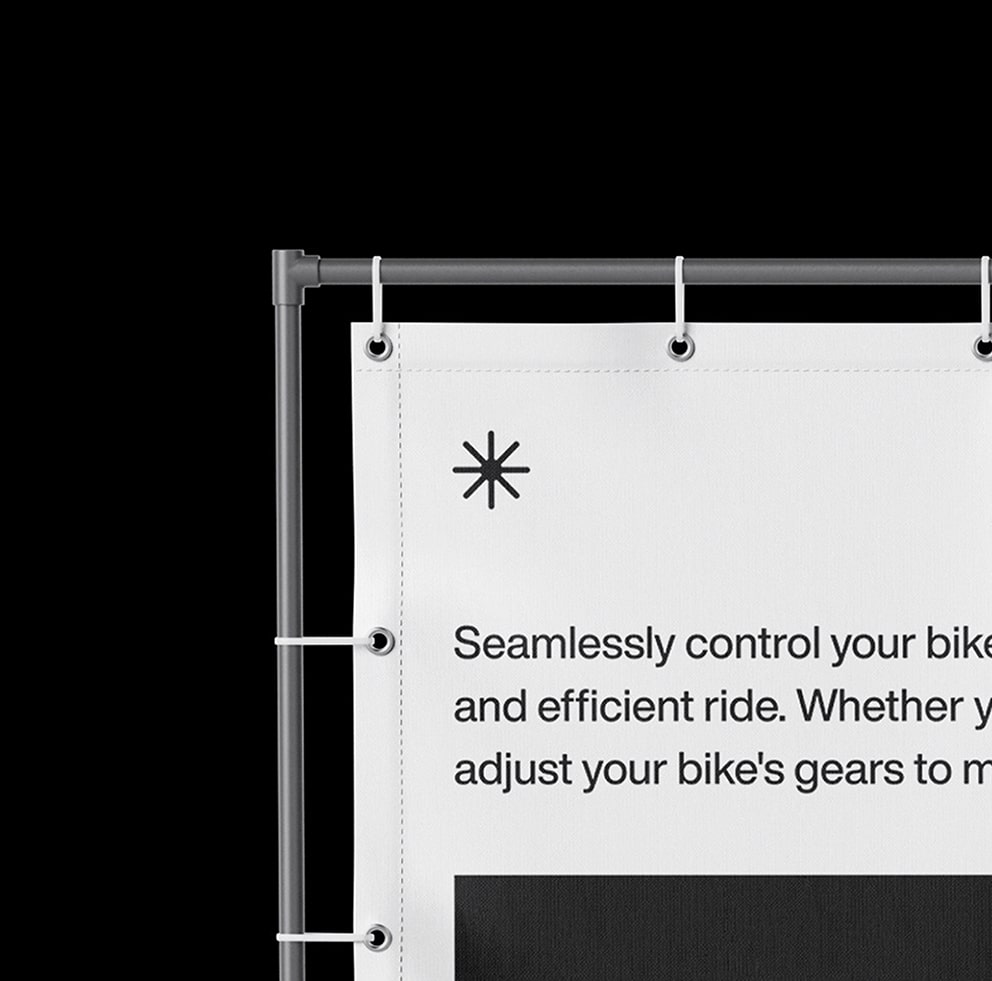 Seamlessly control your bike
and efficient ride. Whether y
adjust your bike's gears to m